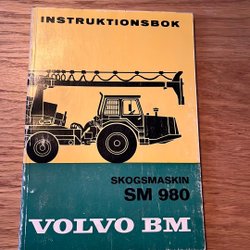 INSTRUKTIONSBOK
SKOGSMASKIN
SM 980
VOLVO BM